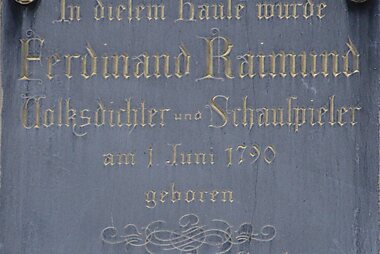 In dieſem Hauſe wurde
Ferdinand Raimund
Volksdichter und Schauſpieler
am 1. Juni 1790
geboren